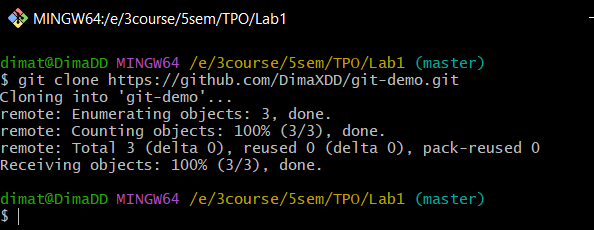 MINGW64:/e/3course/5sem/TPO/Lab1
dimat@DimaDD MINGW64 /e/3course/5sem/TPO/Lab1 (master)
$ git clone https://github.com/DimaXDD/git-demo.git
Cloning into 'git-demo'...
remote: Enumerating objects: 3, done.
remote: Counting objects: 100% (3/3), done.
remote: Total 3 (delta 0), reused 0 (delta 0), pack-reused 0
Receiving objects: 100% (3/3), done.
dimat@DimaDD MINGW64 /e/3course/5sem/TPO/Lab1 (master)
$